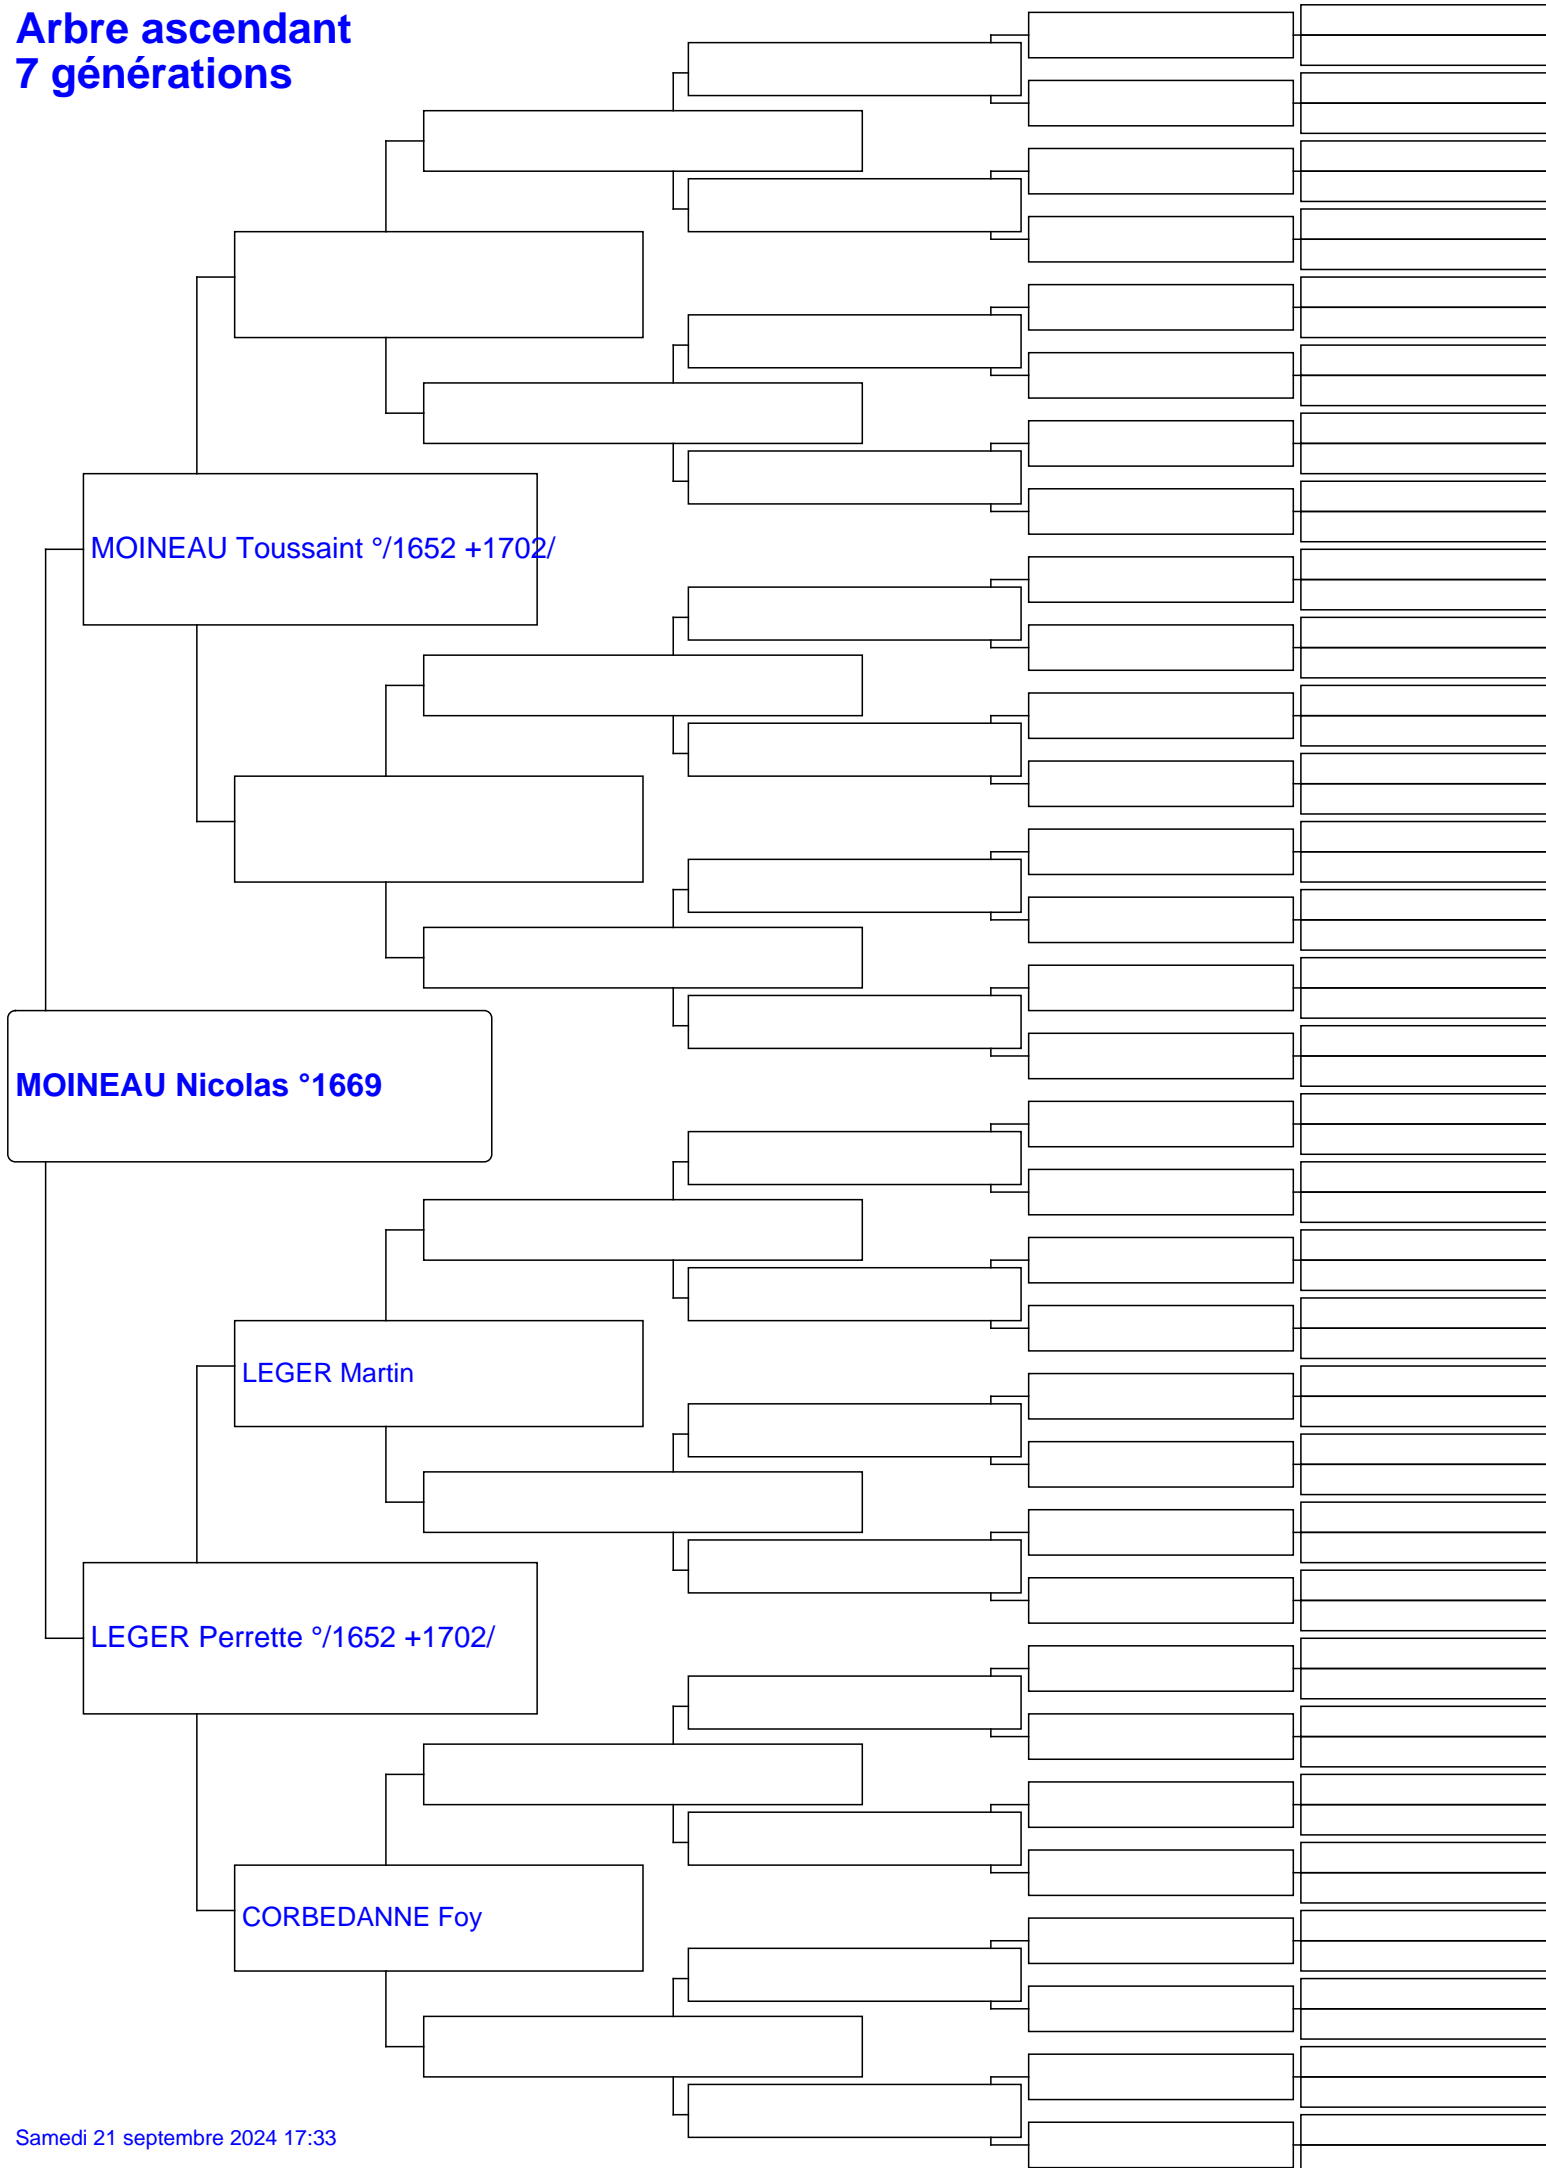 Arbre ascendant
7 générations
MOINEAU Toussaint °/1652 +1702/
MOINEAU Nicolas °1669
LEGER Martin
LEGER Perrette °/1652 +1702/
CORBEDANNE Foy
Samedi 21 septembre 2024 17:33